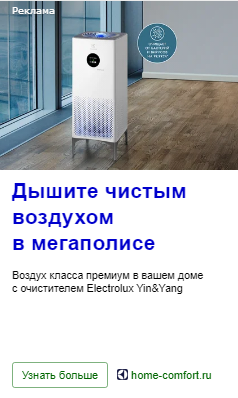 Реклама
Дышите чистым
воздухом
в мегаполисе
Воздух класса премиум в вашем доме
с очистителем Electrolux Yin&Yang
Узнать больше
home-comfort.ru